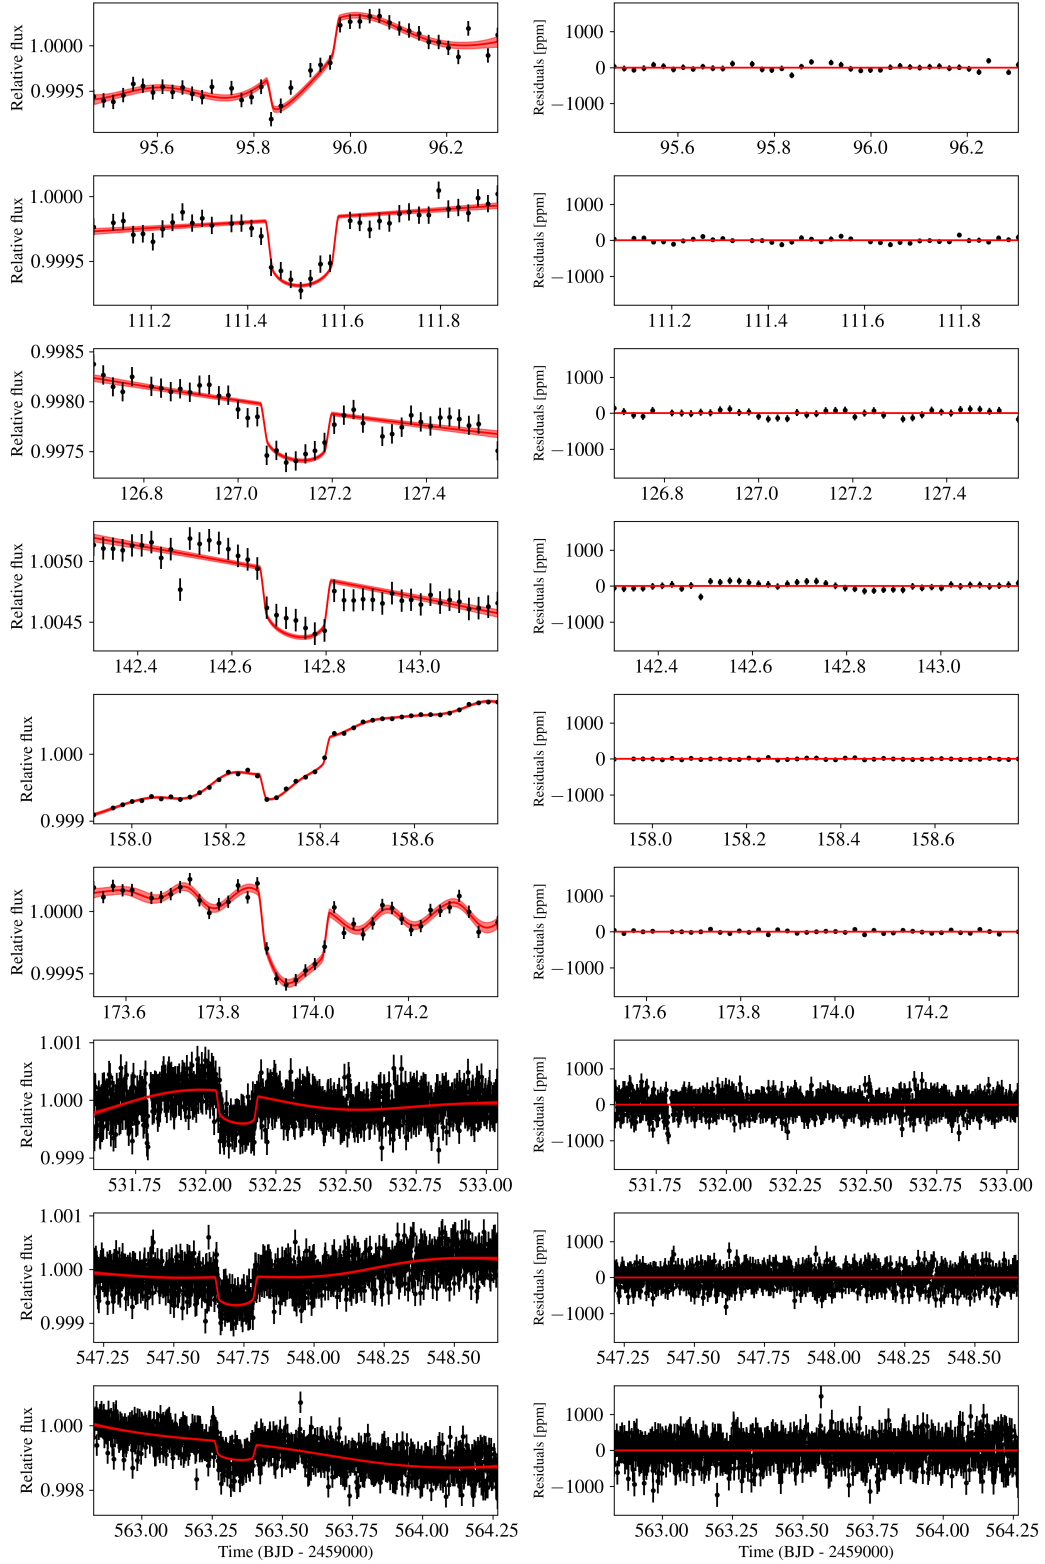 Relative flux
1.0000
0.9995
95.6 95.8 96.0 96.2
Residuals [ppm]
1000
0
−1000
95.6 95.8 96.0 96.2
Relative flux
1.0000
0.9995
111.2 111.4 111.6 111.8
Residuals [ppm]
1000
0
−1000
111.2 111.4 111.6 111.8
Relative flux
0.9985
0.9980
0.9975
126.8 127.0 127.2 127.4
Residuals [ppm]
1000
0
−1000
126.8 127.0 127.2 127.4
Relative flux
1.0050
1.0045
142.4 142.6 142.8 143.0
Residuals [ppm]
1000
0
−1000
142.4 142.6 142.8 143.0
Relative flux
1.000
0.999
158.0 158.2 158.4 158.6
Residuals [ppm]
1000
0
−1000
158.0 158.2 158.4 158.6
Relative flux
1.0000
0.9995
173.6 173.8 174.0 174.2
Residuals [ppm]
1000
0
−1000
173.6 173.8 174.0 174.2
Relative flux
1.001
1.000
0.999
531.75 532.00 532.25 532.50 532.75 533.00
Residuals [ppm]
1000
0
−1000
531.75 532.00 532.25 532.50 532.75 533.00
Relative flux
1.001
1.000
0.999
547.25 547.50 547.75 548.00 548.25 548.50
Residuals [ppm]
1000
0
−1000
547.25 547.50 547.75 548.00 548.25 548.50
Relative flux
1.000
0.998
563.00 563.25 563.50 563.75 564.00 564.25
Time (BJD - 2459000)
Residuals [ppm]
1000
0
−1000
563.00 563.25 563.50 563.75 564.00 564.25
Time (BJD - 2459000)